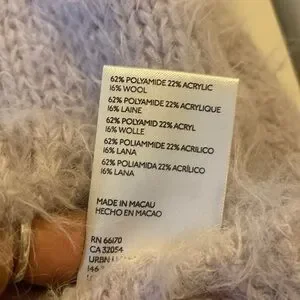 62% POLYAMIDE 22% ACRYLIC
16% WOOL
62% POLYAMIDE 22% ACRYLIQUE
16% LAINE
62% POLYAMID 22% ACRYL
16% WOLLE
62% POLIAMMIDE 22% ACRILICO
16% LANA
62% POLIAMIDA 22% ACRÍLICO
16% LANA
MADE IN MACAU
HECHO EN MACAO
RN 66170
CA 32054
URBN